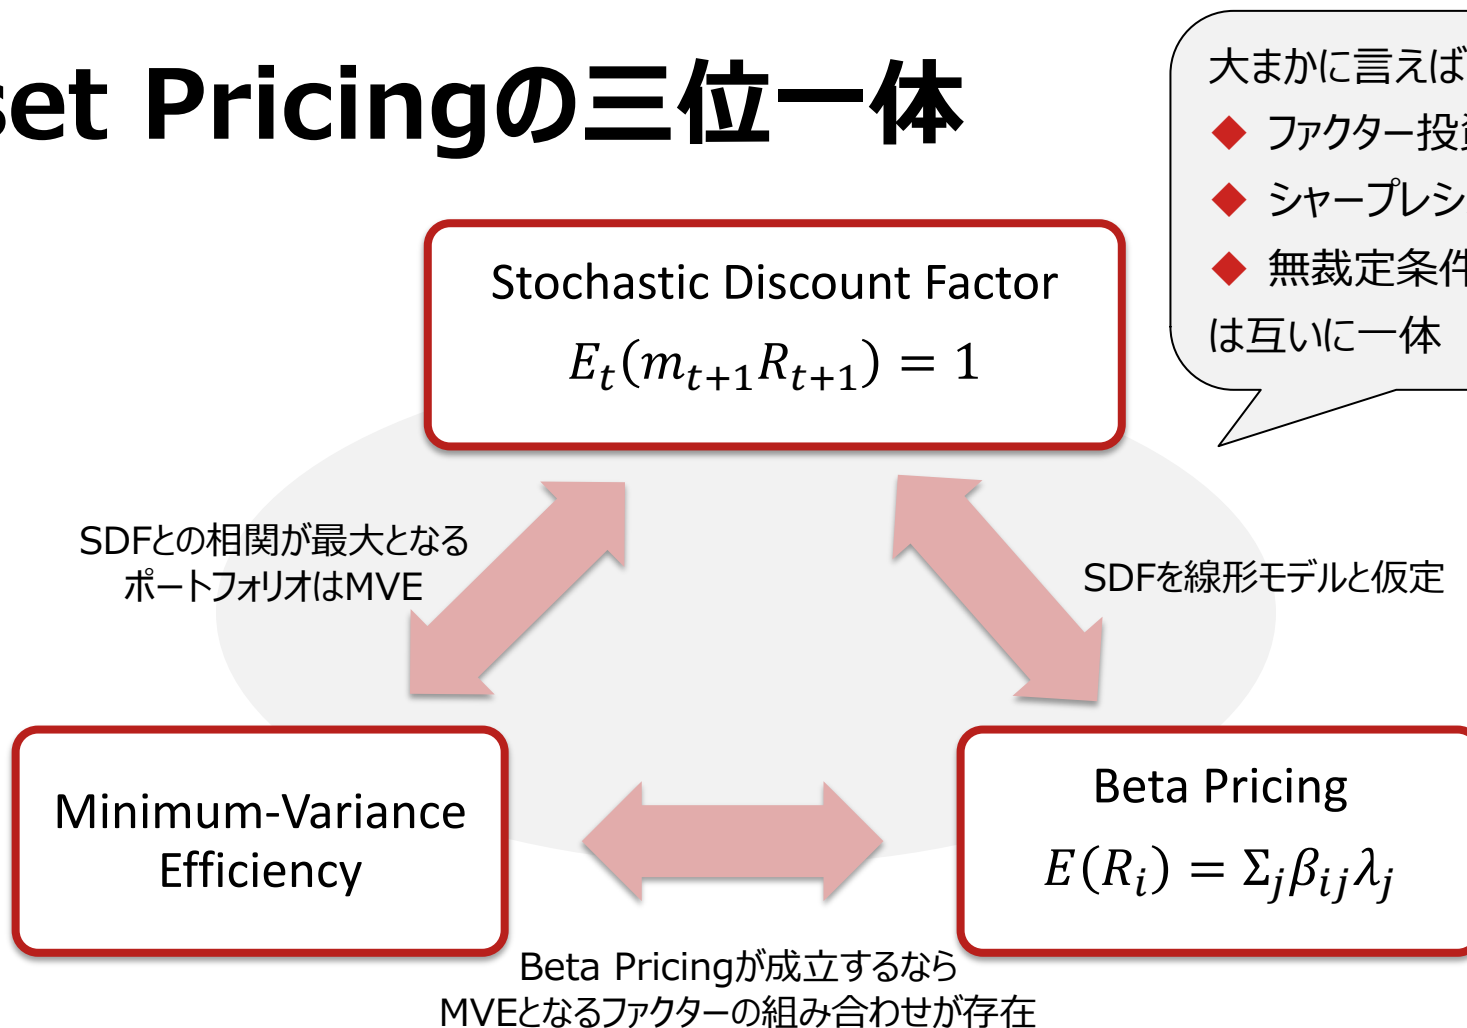 set Pricingの三位一体
大まかに言えば
◆ ファクター投
◆ シャープレシ
◆ 無裁定条件
は互いに一体
Stochastic Discount Factor
E_t(m_{t+1}R_{t+1}) = 1
SDFとの相関が最大となる
ポートフォリオはMVE
SDFを線形モデルと仮定
Minimum-Variance
Efficiency
Beta Pricing
E(R_i) = Σ_jβ_{ij}λ_j
Beta Pricingが成立するなら
MVEとなるファクターの組み合わせが存在